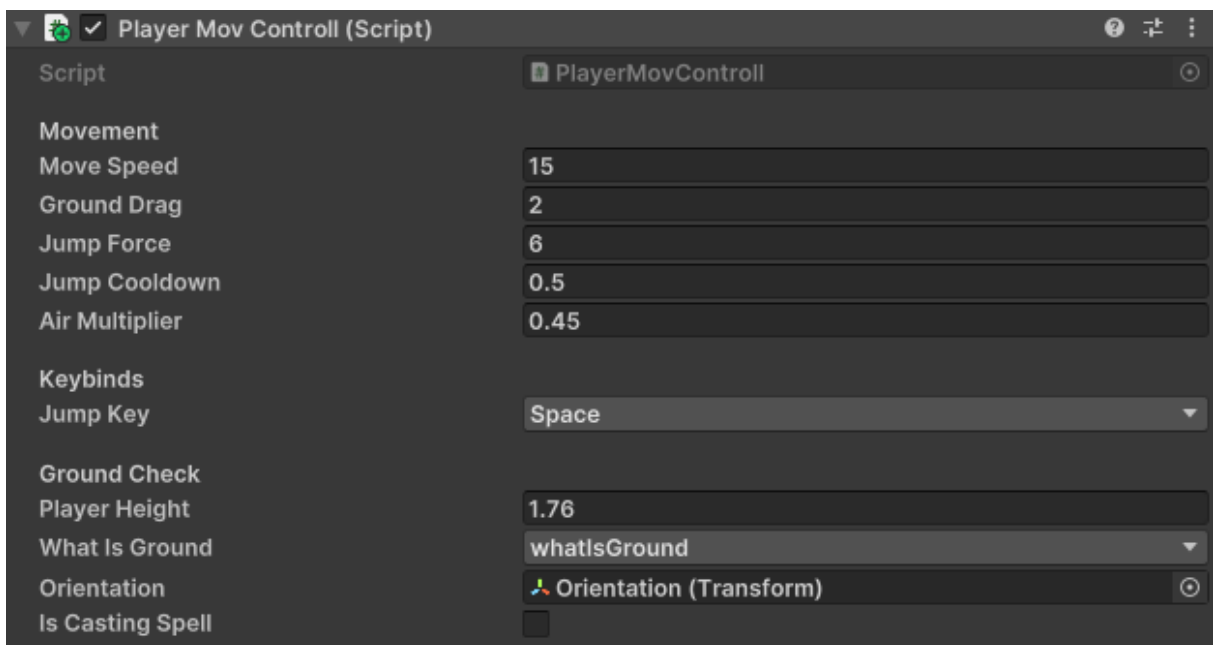 Player Mov Controll (Script)
Script PlayerMovControll
Movement
Move Speed 15
Ground Drag 2
Jump Force 6
Jump Cooldown 0.5
Air Multiplier 0.45
Keybinds
Jump Key Space
Ground Check
Player Height 1.76
What Is Ground whatIsGround
Orientation Orientation (Transform)
Is Casting Spell